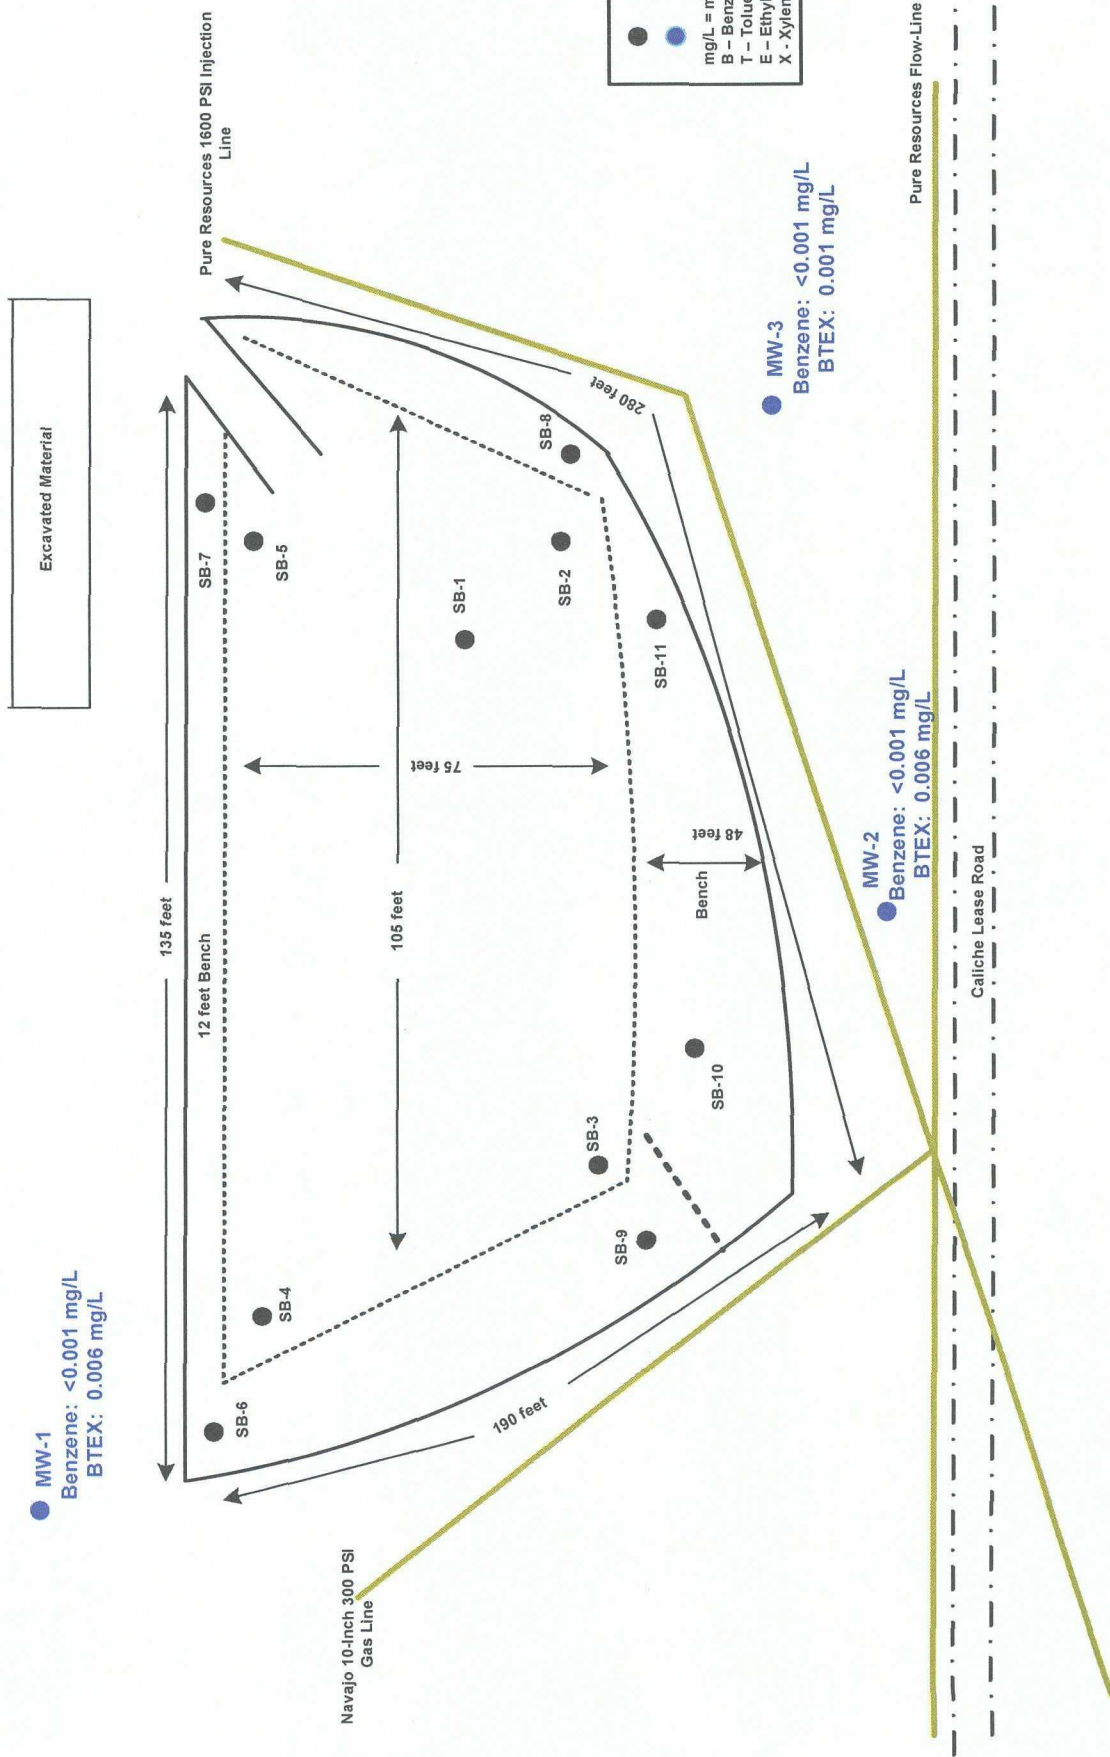 MW-1
Benzene: <0.001 mg/L
BTEX: 0.006 mg/L
Excavated Material
135 feet
12 feet Bench
Pure Resources 1600 PSI Injection
Line
SB-6
SB-7
SB-4
SB-5
105 feet
75 feet
SB-1
Navajo 10-Inch 300 PSI
Gas Line
190 feet
SB-3
SB-2
SB-8
280 feet
SB-9
SB-11
SB-10
Bench
48 feet
MW-3
Benzene: <0.001 mg/L
BTEX: 0.001 mg/L
MW-2
Benzene: <0.001 mg/L
BTEX: 0.006 mg/L
Pure Resources Flow-Line
Caliche Lease Road
mg/L = m
B – Benz
T – Tolue
E – Ethyl
X - Xylen